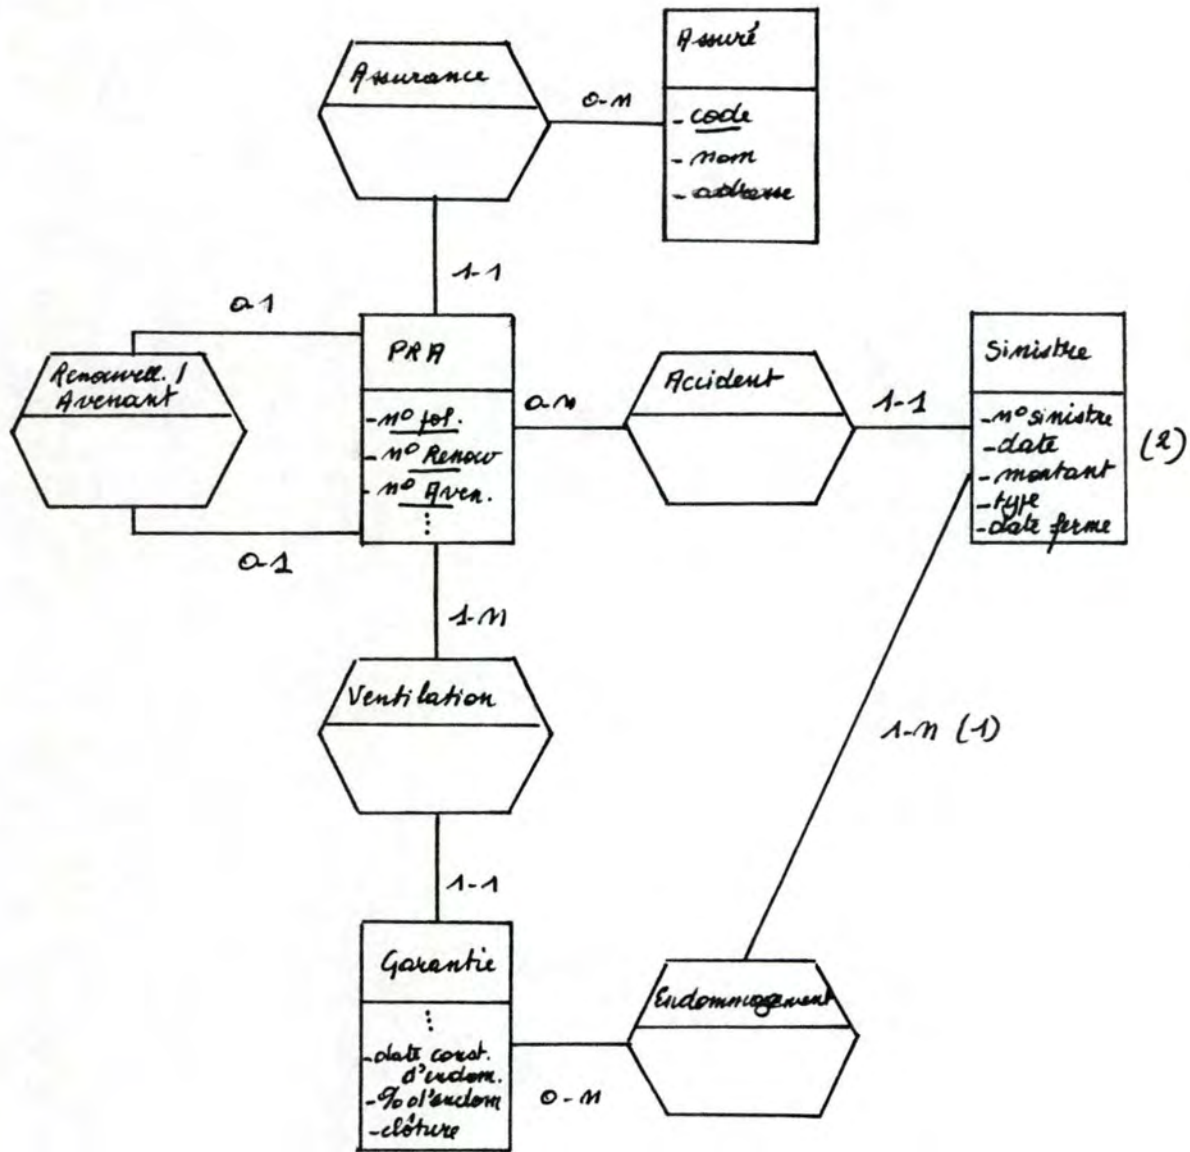 Assurance
0-n
Assuré
- code
- nom
- adresse
1-1
0-1
Renouvell. /
Avenant
0-1
PRA
- n° pol.
- n° Renouv
- n° Aven.
⋮
0-n
Accident
1-1
Sinistre
- n° sinistre
- date
- montant
- type
- date ferme
(2)
1-n
Ventilation
1-n (1)
1-1
Garantie
⋮
- date const.
d'endom.
- % d'endom
- clôture
0-n
Endommagement